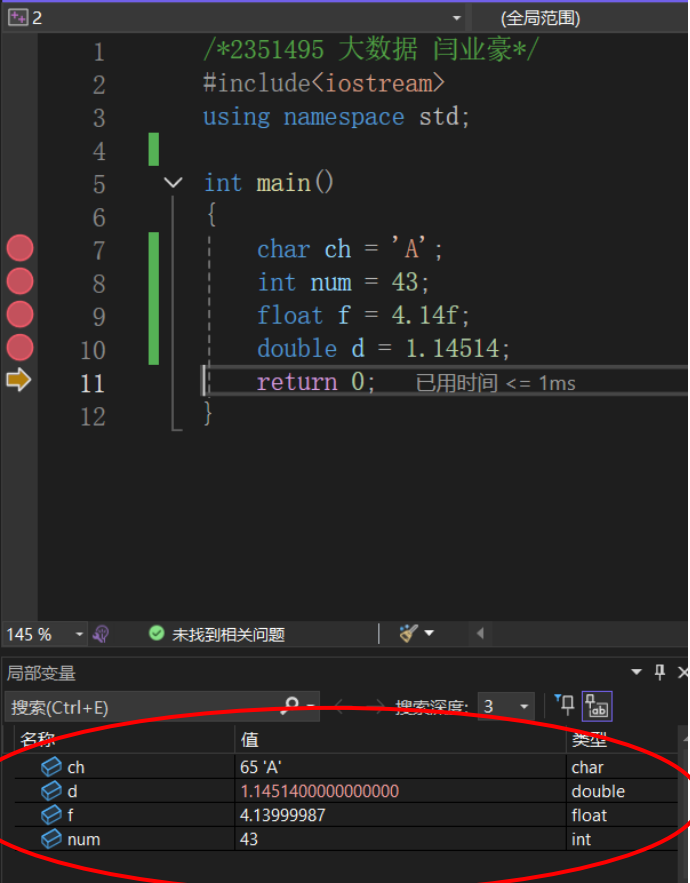 2 (全局范围)
1 /*2351495 大数据 闫业豪*/
2 #include<iostream>
3 using namespace std;
4
5 int main()
6 {
7 char ch = 'A';
8 int num = 43;
9 float f = 4.14f;
10 double d = 1.14514;
11 return 0; 已用时间 <= 1ms
12 }
145 % 未找到相关问题
局部变量
搜索(Ctrl+E) 搜索深度: 3
名称 值 类型
ch 65 'A' char
d 1.1451400000000000 double
f 4.13999987 float
num 43 int